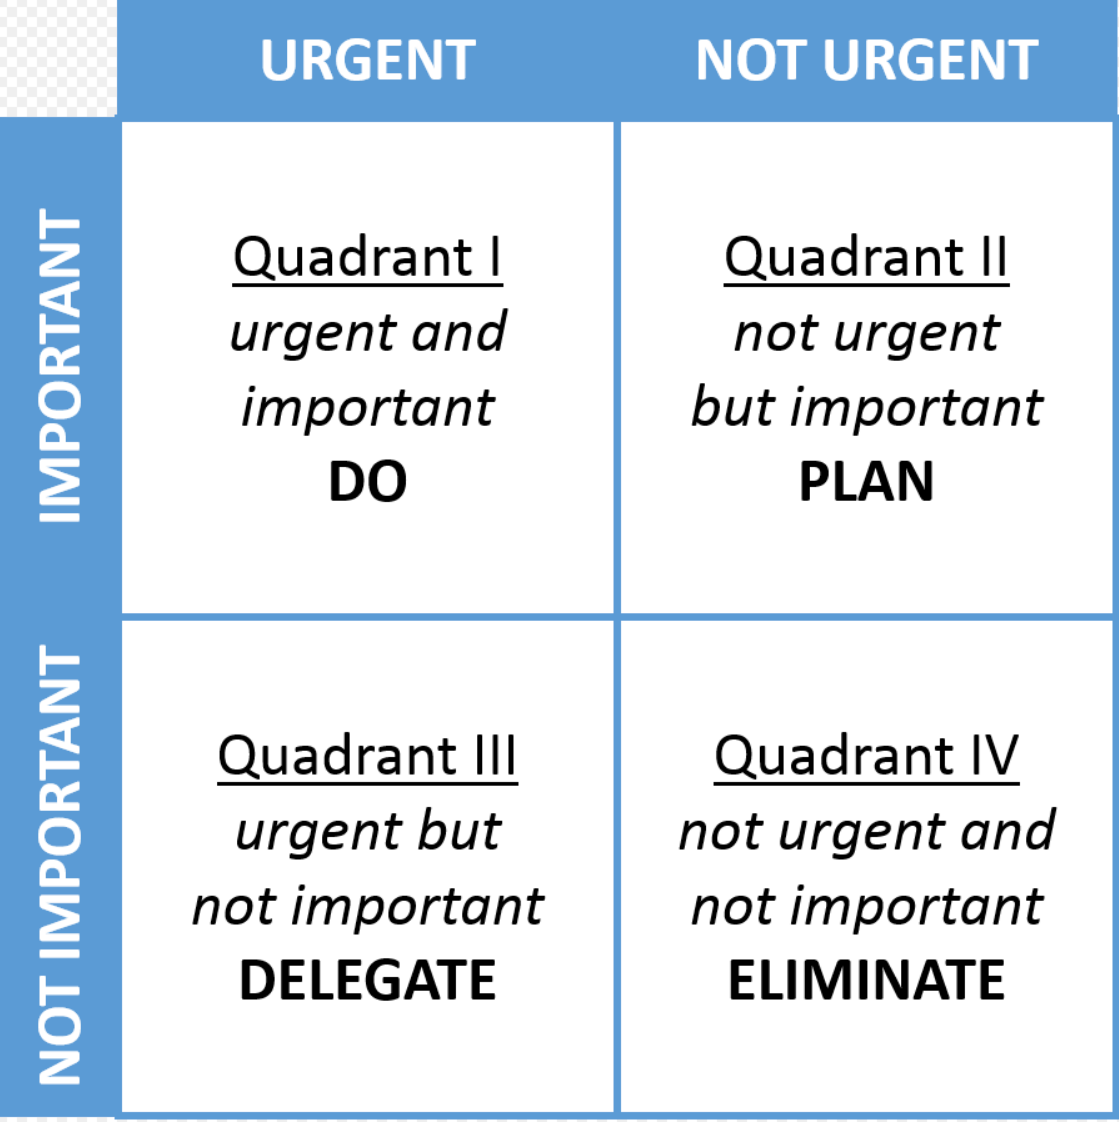 URGENT
NOT URGENT
IMPORTANT
Quadrant I
urgent and
important
DO
Quadrant II
not urgent
but important
PLAN
NOT IMPORTANT
Quadrant III
urgent but
not important
DELEGATE
Quadrant IV
not urgent and
not important
ELIMINATE